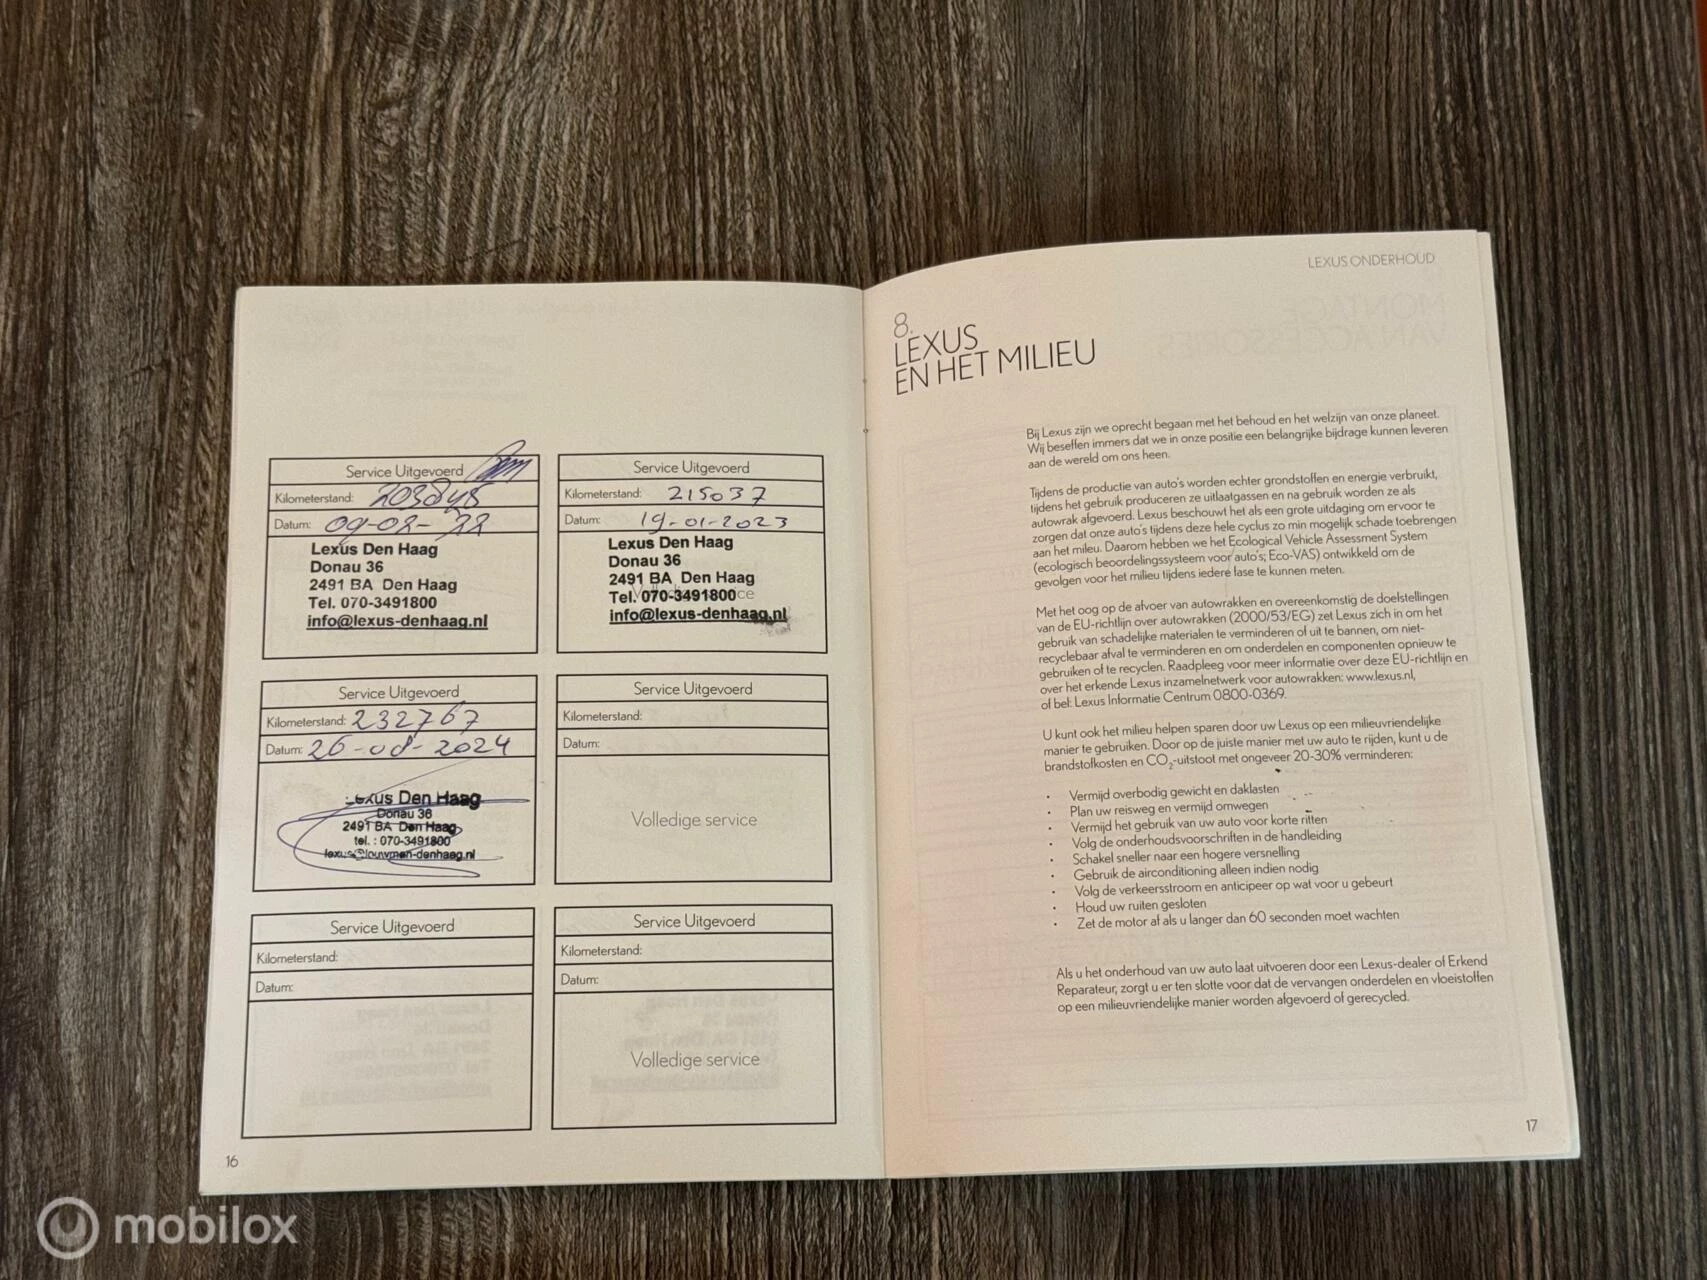 Service Uitgevoerd
Kilometerstand: 203845
Datum: 09-02-22
Lexus Den Haag
Donau 36
2491 BA Den Haag
Tel. 070-3491800
info@lexus-denhaag.nl
Service Uitgevoerd
Kilometerstand: 215037
Datum: 19-01-2023
Lexus Den Haag
Donau 36
2491 BA Den Haag
Tel. 070-3491800
info@lexus-denhaag.nl
Service Uitgevoerd
Kilometerstand: 232767
Datum: 26-08-2024
Lexus Den Haag
Donau 36
2491 BA Den Haag
tel. : 070-3491800
lexus@louwman-denhaag.nl
Service Uitgevoerd
Kilometerstand:
Datum:
Volledige service
Service Uitgevoerd
Kilometerstand:
Datum:
Service Uitgevoerd
Kilometerstand:
Datum:
Volledige service
16
LEXUS ONDERHOUD
8.
LEXUS
EN HET MILIEU
Bij Lexus zijn we oprecht begaan met het behoud en het welzijn van onze planeet.
Wij beseffen immers dat we in onze positie een belangrijke bijdrage kunnen leveren
aan de wereld om ons heen.
Tijdens de productie van auto's worden echter grondstoffen en energie verbruikt,
tijdens het gebruik produceren ze uitlaatgassen en na gebruik worden ze als
autowrak afgevoerd. Lexus beschouwt het als een grote uitdaging om ervoor te
zorgen dat onze auto's tijdens deze hele cyclus zo min mogelijk schade toebrengen
aan het milieu. Daarom hebben we het Ecological Vehicle Assessment System
(ecologisch beoordelingssysteem voor auto's; Eco-VAS) ontwikkeld om de
gevolgen voor het milieu tijdens iedere fase te kunnen meten.
Met het oog op de afvoer van autowrakken en overeenkomstig de doelstellingen
van de EU-richtlijn over autowrakken (2000/53/EG) zet Lexus zich in om het
gebruik van schadelijke materialen te verminderen of uit te bannen, om niet-
recyclebaar afval te verminderen en om onderdelen en componenten opnieuw te
gebruiken of te recyclen. Raadpleeg voor meer informatie over deze EU-richtlijn en
over het erkende Lexus inzamelnetwerk voor autowrakken: www.lexus.nl,
of bel: Lexus Informatie Centrum 0800-0369.
U kunt ook het milieu helpen sparen door uw Lexus op een milieuvriendelijke
manier te gebruiken. Door op de juiste manier met uw auto te rijden, kunt u de
brandstofkosten en CO₂-uitstoot met ongeveer 20-30% verminderen:
• Vermijd overbodig gewicht en daklasten
• Plan uw reisweg en vermijd omwegen
• Vermijd het gebruik van uw auto voor korte ritten
• Volg de onderhoudsvoorschriften in de handleiding
• Schakel sneller naar een hogere versnelling
• Gebruik de airconditioning alleen indien nodig
• Volg de verkeersstroom en anticipeer op wat voor u gebeurt
• Houd uw ruiten gesloten
• Zet de motor af als u langer dan 60 seconden moet wachten
Als u het onderhoud van uw auto laat uitvoeren door een Lexus-dealer of Erkend
Reparateur, zorgt u er ten slotte voor dat de vervangen onderdelen en vloeistoffen
op een milieuvriendelijke manier worden afgevoerd of gerecycled.
17
mobilox